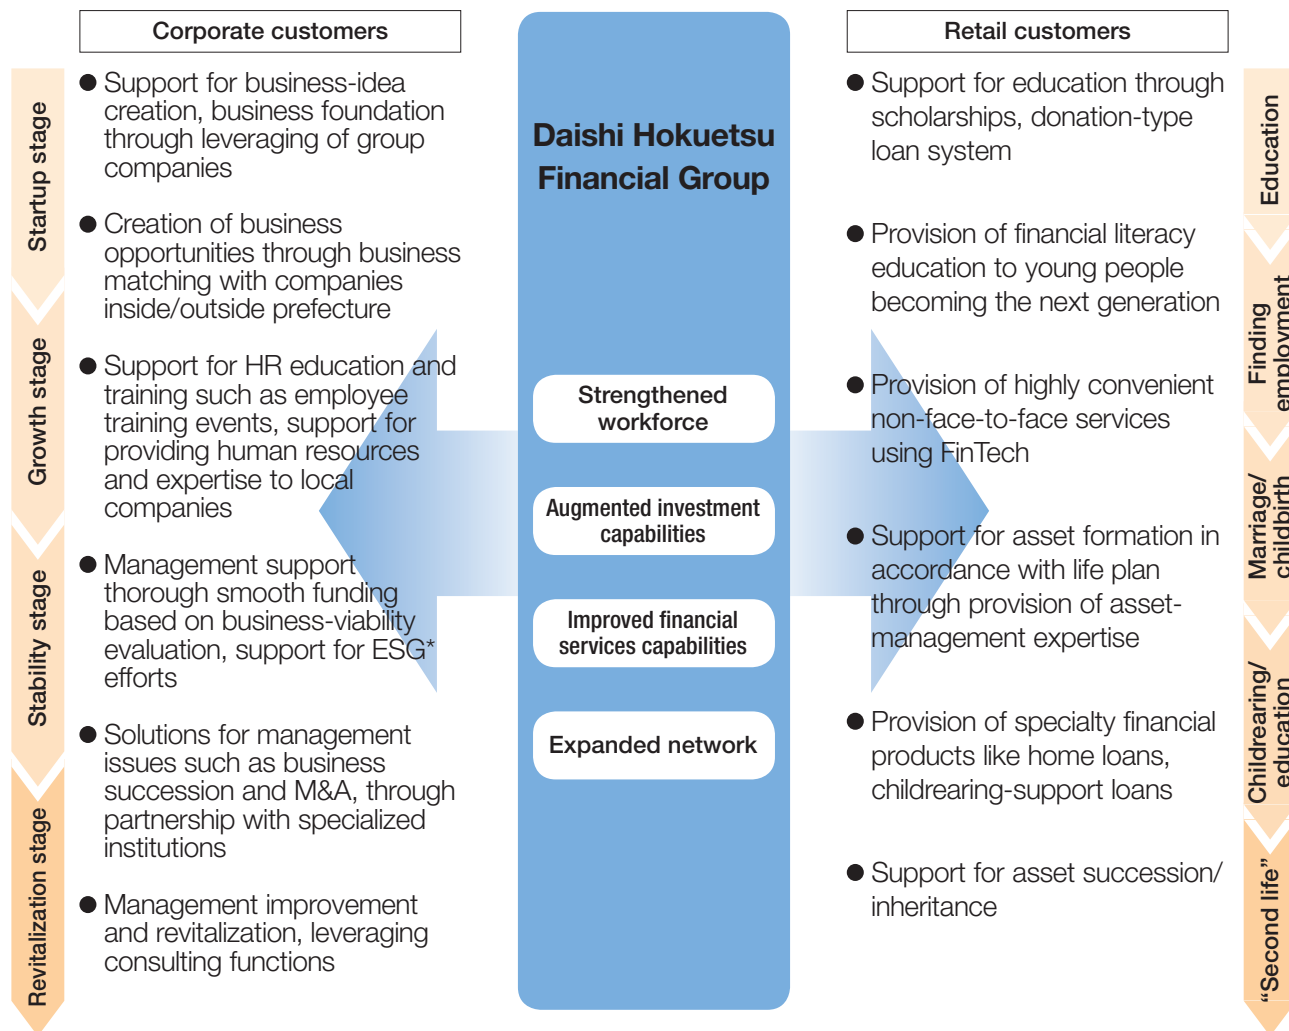 Corporate customers
Startup stage
Growth stage
Stability stage
Revitalization stage
● Support for business-idea
creation, business foundation
through leveraging of group
companies
● Creation of business
opportunities through business
matching with companies
inside/outside prefecture
● Support for HR education and
training such as employee
training events, support for
providing human resources
and expertise to local
companies
● Management support
thorough smooth funding
based on business-viability
evaluation, support for ESG*
efforts
● Solutions for management
issues such as business
succession and M&A, through
partnership with specialized
institutions
● Management improvement
and revitalization, leveraging
consulting functions
Daishi Hokuetsu
Financial Group
Strengthened
workforce
Augmented investment
capabilities
Improved financial
services capabilities
Expanded network
Retail customers
● Support for education through
scholarships, donation-type
loan system
● Provision of financial literacy
education to young people
becoming the next generation
● Provision of highly convenient
non-face-to-face services
using FinTech
● Support for asset formation in
accordance with life plan
through provision of asset-
management expertise
● Provision of specialty financial
products like home loans,
childrearing-support loans
● Support for asset succession/
inheritance
Education
Finding
employment
Marriage/
childbirth
Childrearing/
education
“Second life”